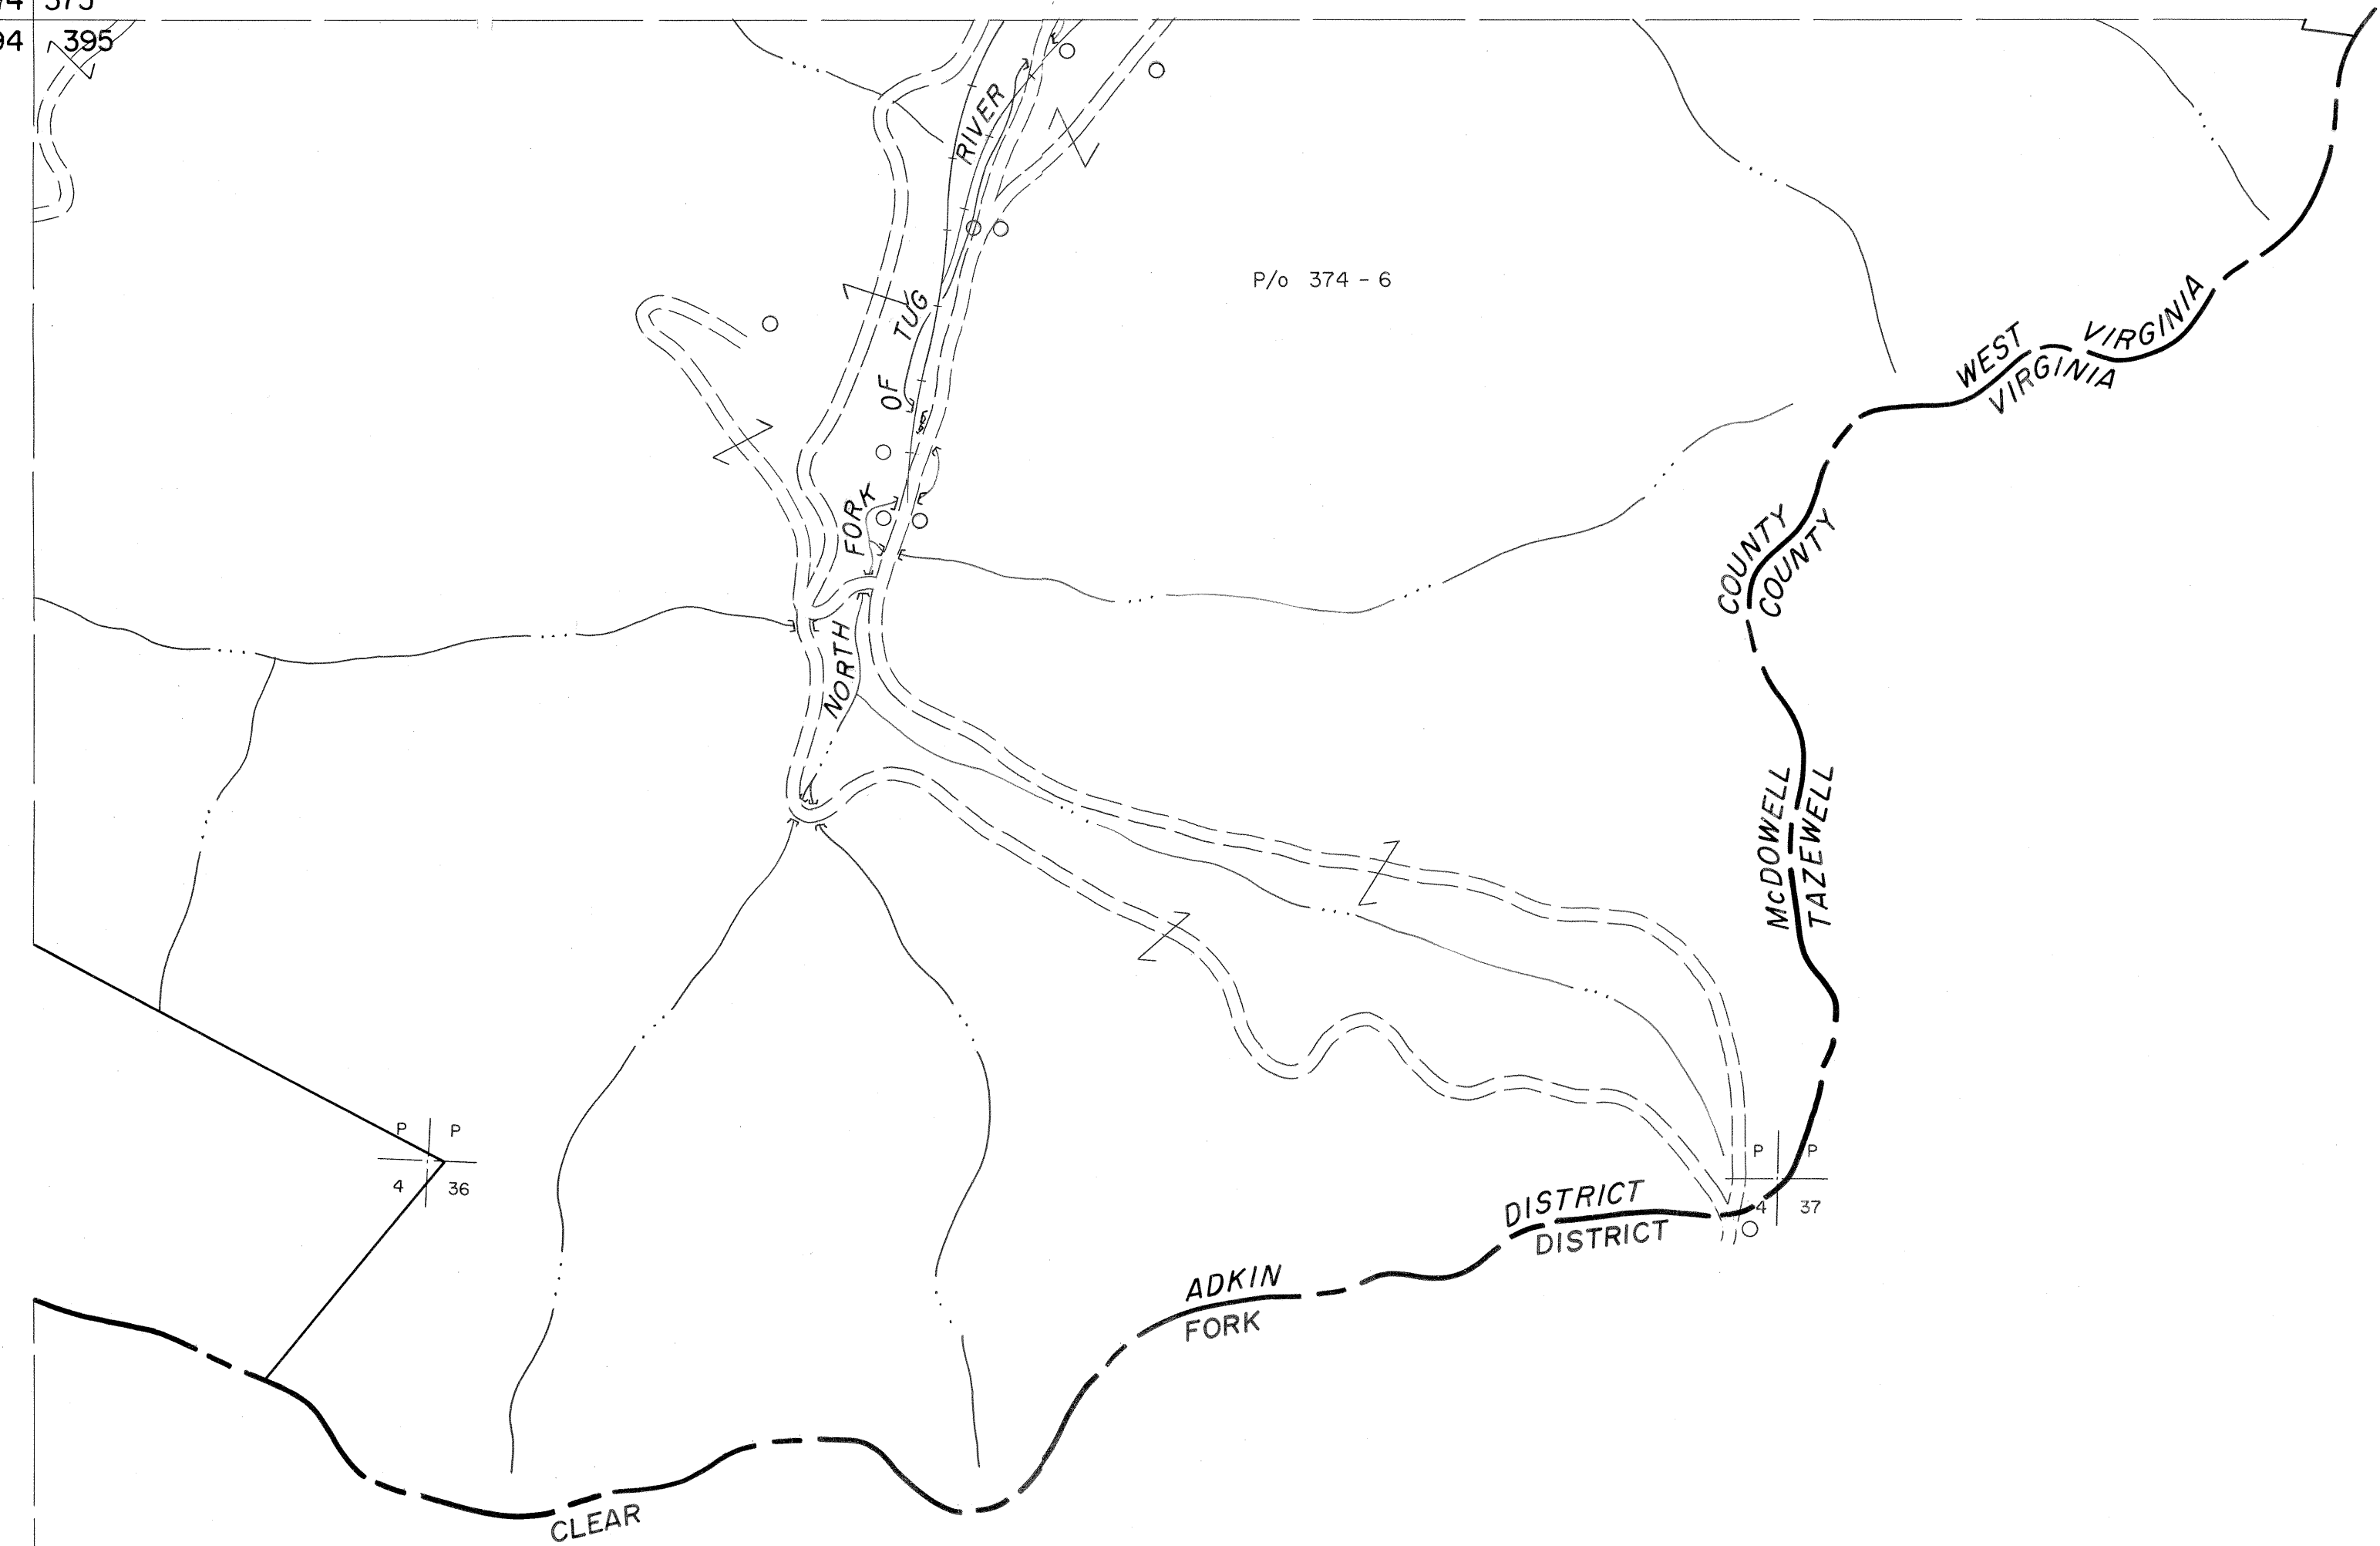 375
395
NORTH FORK OF TUG RIVER
P/o 374 - 6
WEST VIRGINIA
VIRGINIA
COUNTY
COUNTY
McDOWELL
TAZEWELL
P P
4 36
P P
4 37
DISTRICT
DISTRICT
ADKIN
FORK
CLEAR